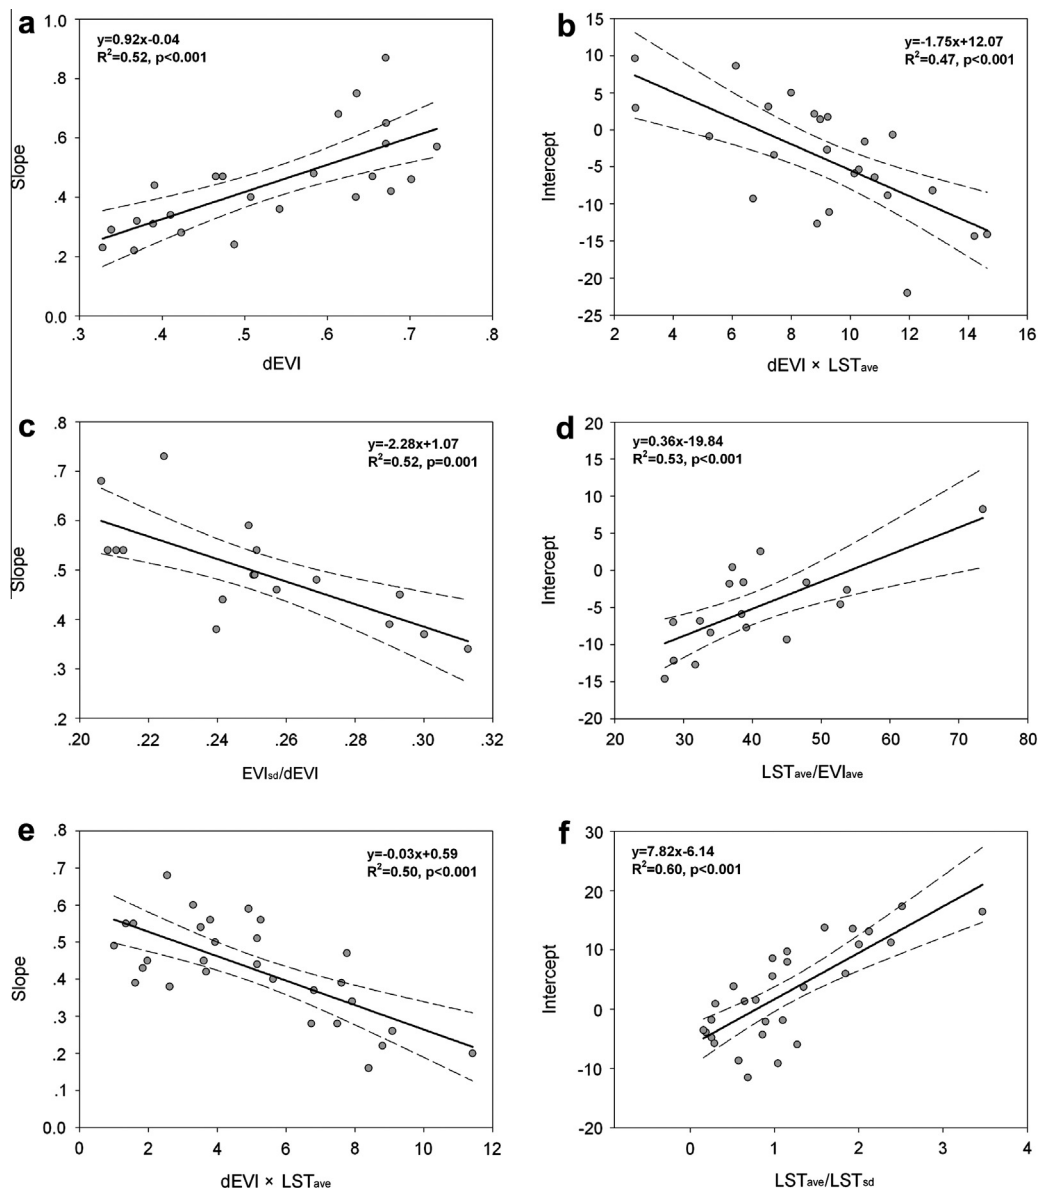 a
y=0.92x-0.04
R²=0.52, p<0.001
Slope
1.0
.8
.6
.4
.2
0.0
.3 .4 .5 .6 .7 .8
dEVI
b
y=-1.75x+12.07
R²=0.47, p<0.001
Intercept
15
10
5
0
-5
-10
-15
-20
-25
2 4 6 8 10 12 14 16
dEVI × LSTave
c
y=-2.28x+1.07
R²=0.52, p=0.001
Slope
.8
.7
.6
.5
.4
.3
.2
.20 .22 .24 .26 .28 .30 .32
EVIsd/dEVI
d
y=0.36x-19.84
R²=0.53, p<0.001
Intercept
20
15
10
5
0
-5
-10
-15
-20
20 30 40 50 60 70 80
LSTave/EVIave
e
y=-0.03x+0.59
R²=0.50, p<0.001
Slope
.8
.7
.6
.5
.4
.3
.2
.1
0.0
0 2 4 6 8 10 12
dEVI × LSTave
f
y=7.82x-6.14
R²=0.60, p<0.001
Intercept
30
20
10
0
-10
-20
0 1 2 3 4
LSTave/LSTsd